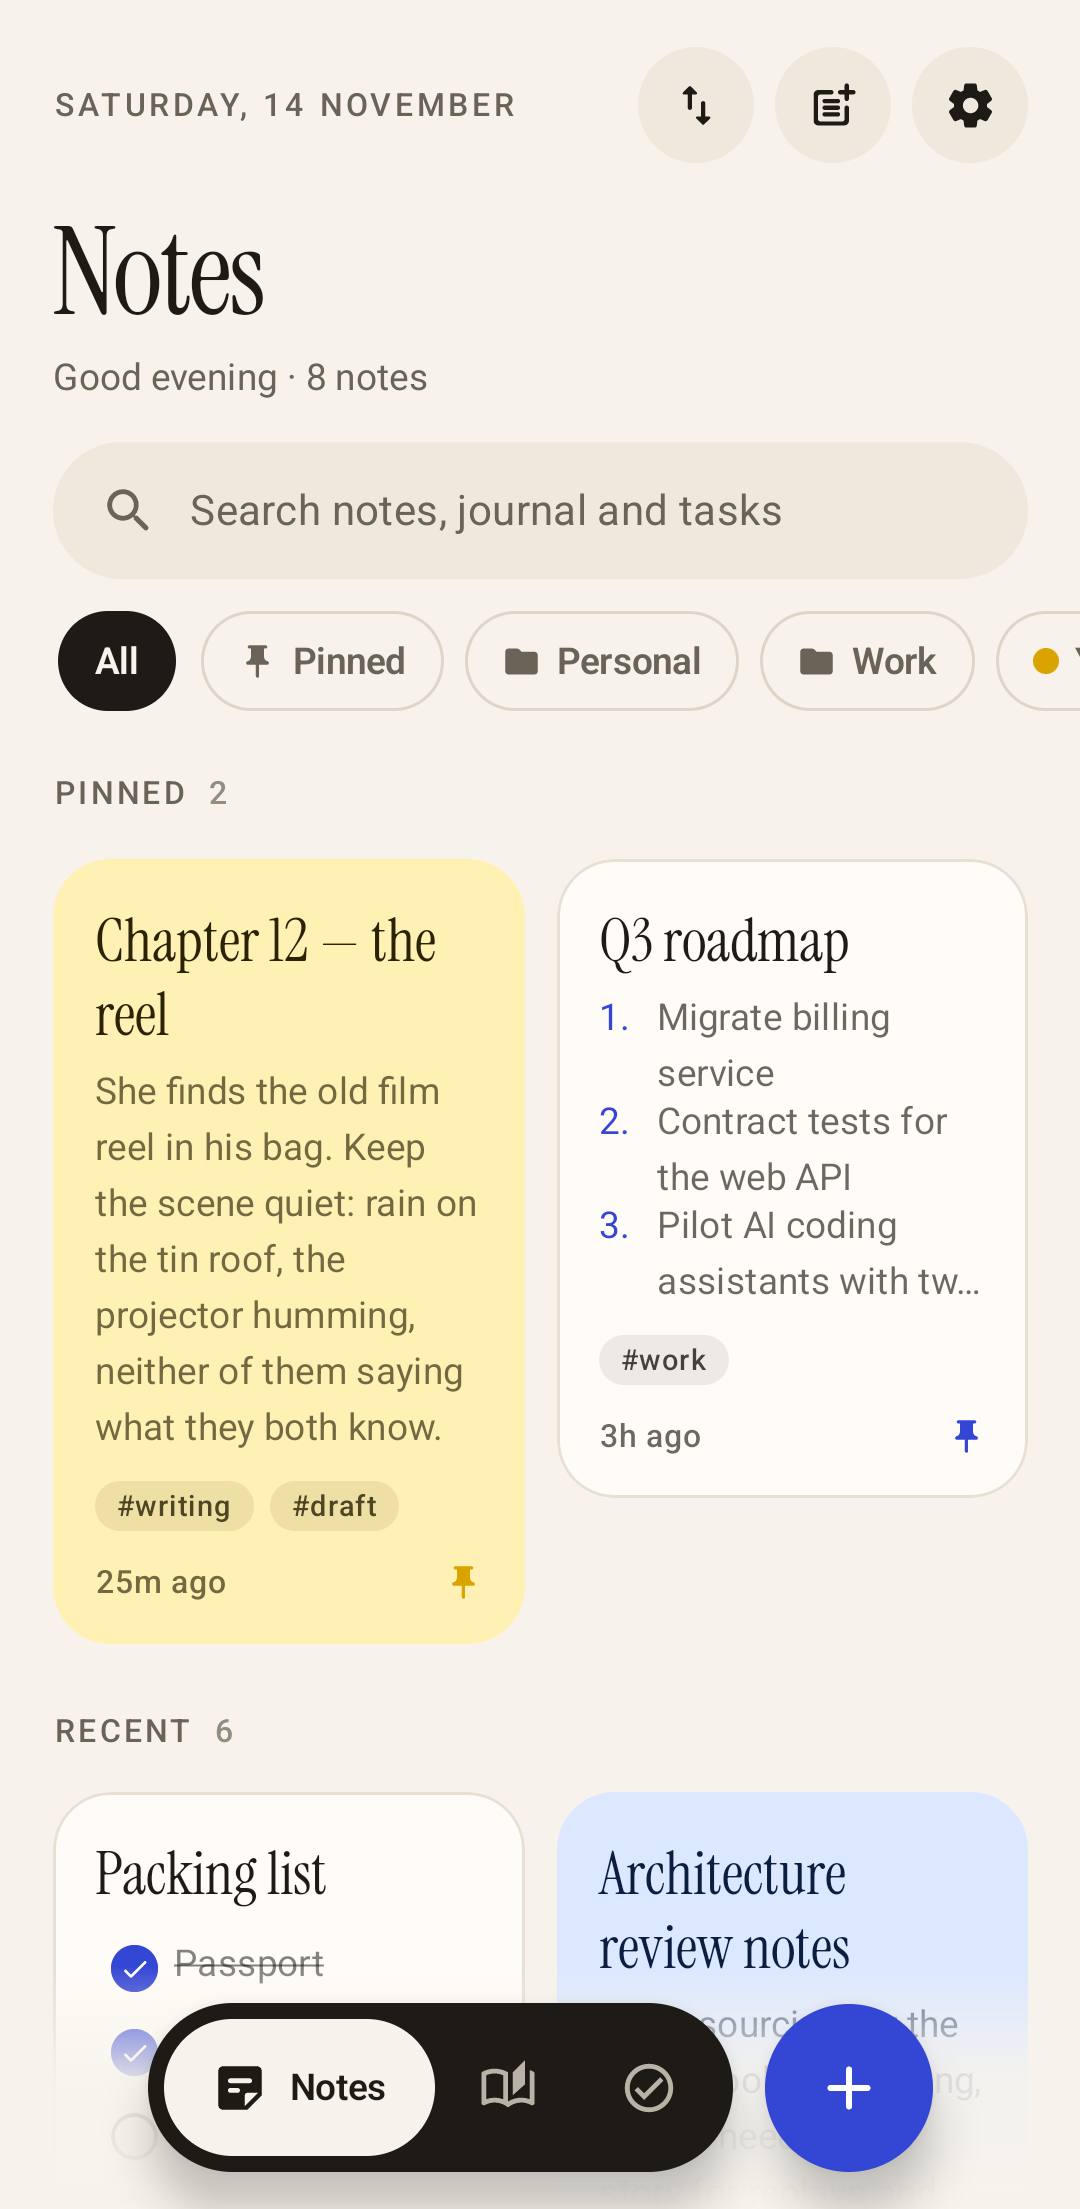 SATURDAY, 14 NOVEMBER
Notes
Good evening · 8 notes
Search notes, journal and tasks
All
Pinned
Personal
Work
PINNED 2
Chapter 12 — the
reel
She finds the old film
reel in his bag. Keep
the scene quiet: rain on
the tin roof, the
projector humming,
neither of them saying
what they both know.
#writing #draft
25m ago
Q3 roadmap
1. Migrate billing
service
2. Contract tests for
the web API
3. Pilot AI coding
assistants with tw…
#work
3h ago
RECENT 6
Packing list
Passport
Architecture
review notes
the
Notes